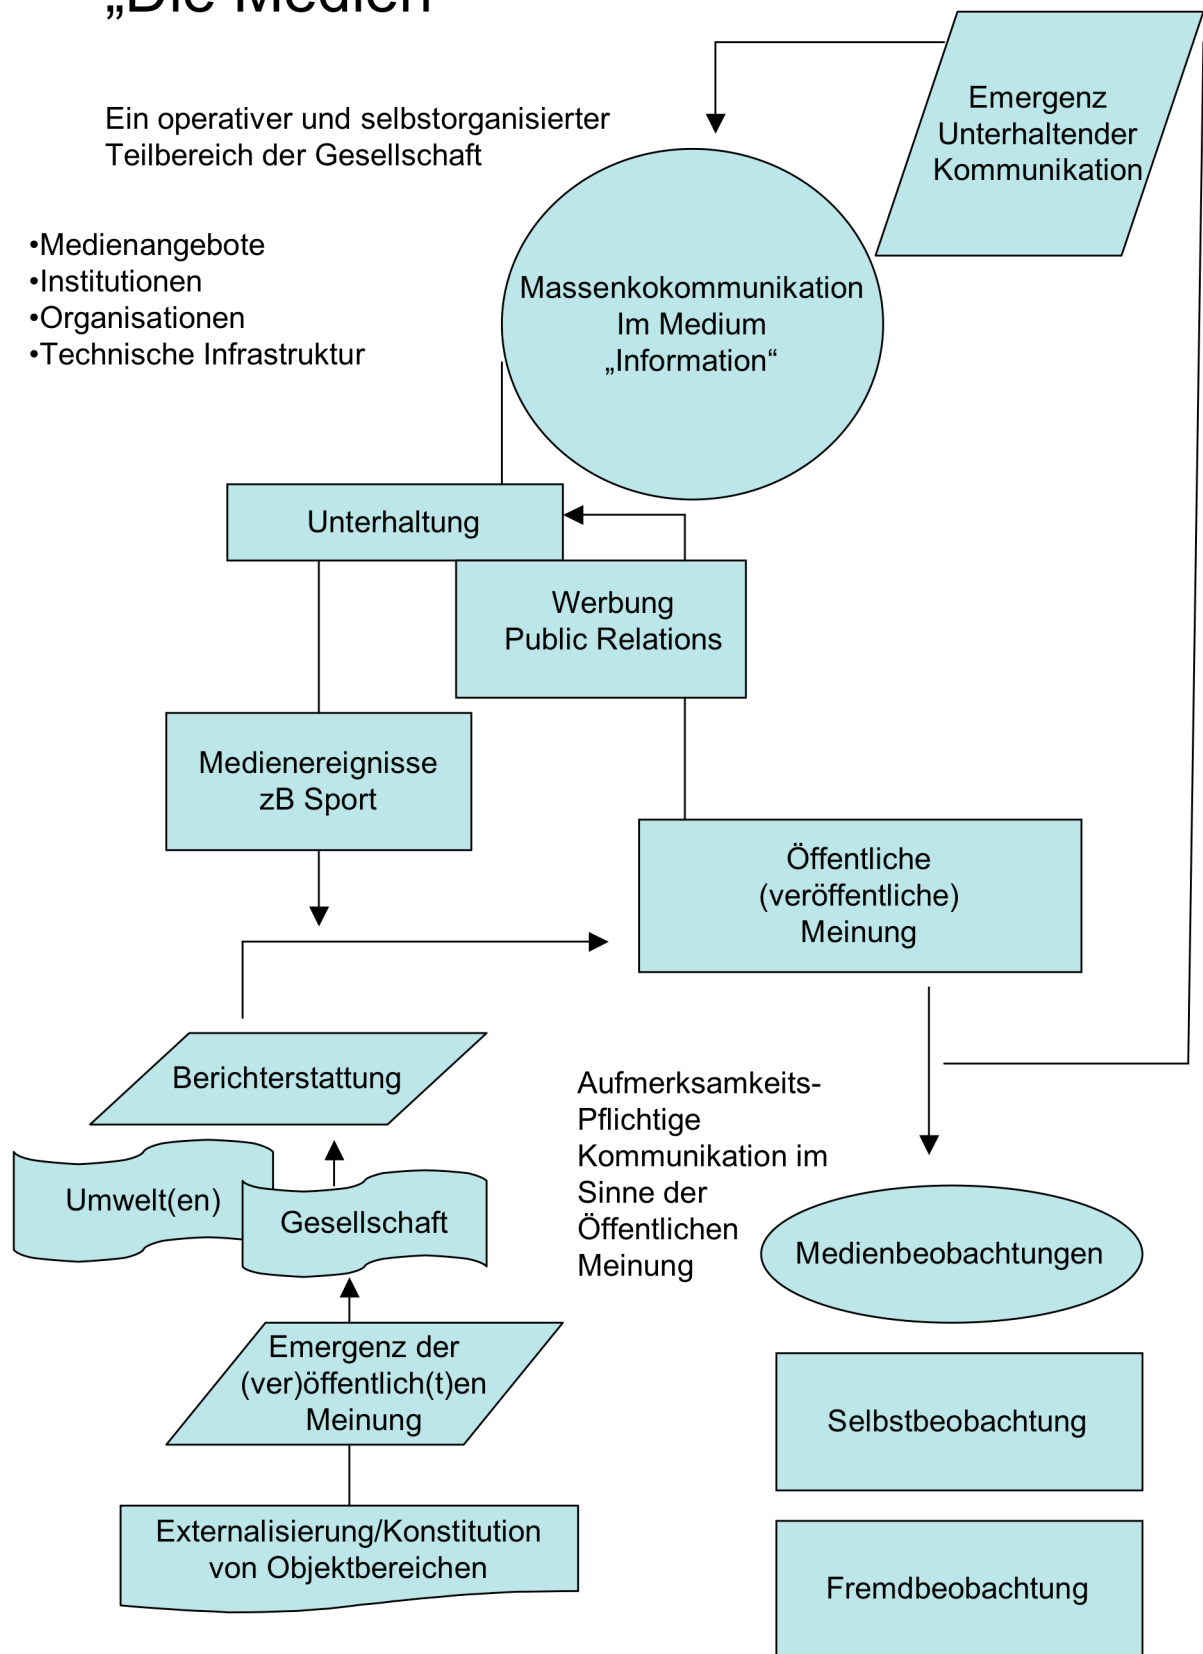 „Die Medien
Ein operativer und selbstorganisierter
Teilbereich der Gesellschaft
•Medienangebote
•Institutionen
•Organisationen
•Technische Infrastruktur
Emergenz
Unterhaltender
Kommunikation
Massenkokommunikation
Im Medium
„Information“
Unterhaltung
Werbung
Public Relations
Medienereignisse
zB Sport
Öffentliche
(veröffentliche)
Meinung
Berichterstattung
Umwelt(en)
Gesellschaft
Aufmerksamkeits-
Pflichtige
Kommunikation im
Sinne der
Öffentlichen
Meinung
Medienbeobachtungen
Emergenz der
(ver)öffentlich(t)en
Meinung
Selbstbeobachtung
Externalisierung/Konstitution
von Objektbereichen
Fremdbeobachtung